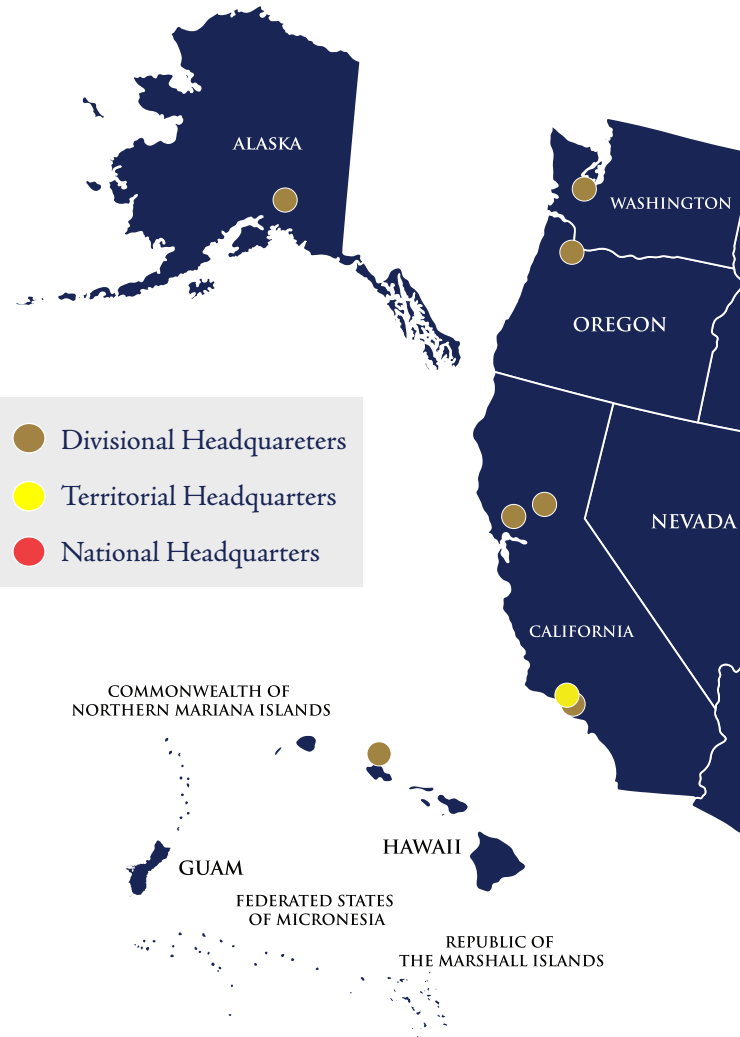 ALASKA
WASHINGTON
OREGON
Divisional Headquareters
Territorial Headquarters
National Headquarters
NEVADA
CALIFORNIA
COMMONWEALTH OF
NORTHERN MARIANA ISLANDS
HAWAII
GUAM
FEDERATED STATES
OF MICRONESIA
REPUBLIC OF
THE MARSHALL ISLANDS